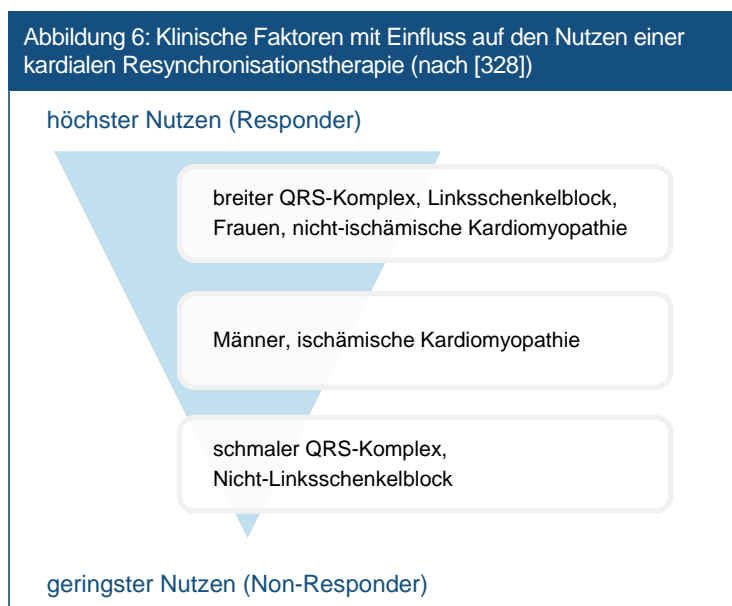 Abbildung 6: Klinische Faktoren mit Einfluss auf den Nutzen einer
kardialen Resynchronisationstherapie (nach [328])
höchster Nutzen (Responder)
breiter QRS-Komplex, Linksschenkelblock,
Frauen, nicht-ischämische Kardiomyopathie
Männer, ischämische Kardiomyopathie
schmaler QRS-Komplex,
Nicht-Linksschenkelblock
geringster Nutzen (Non-Responder)